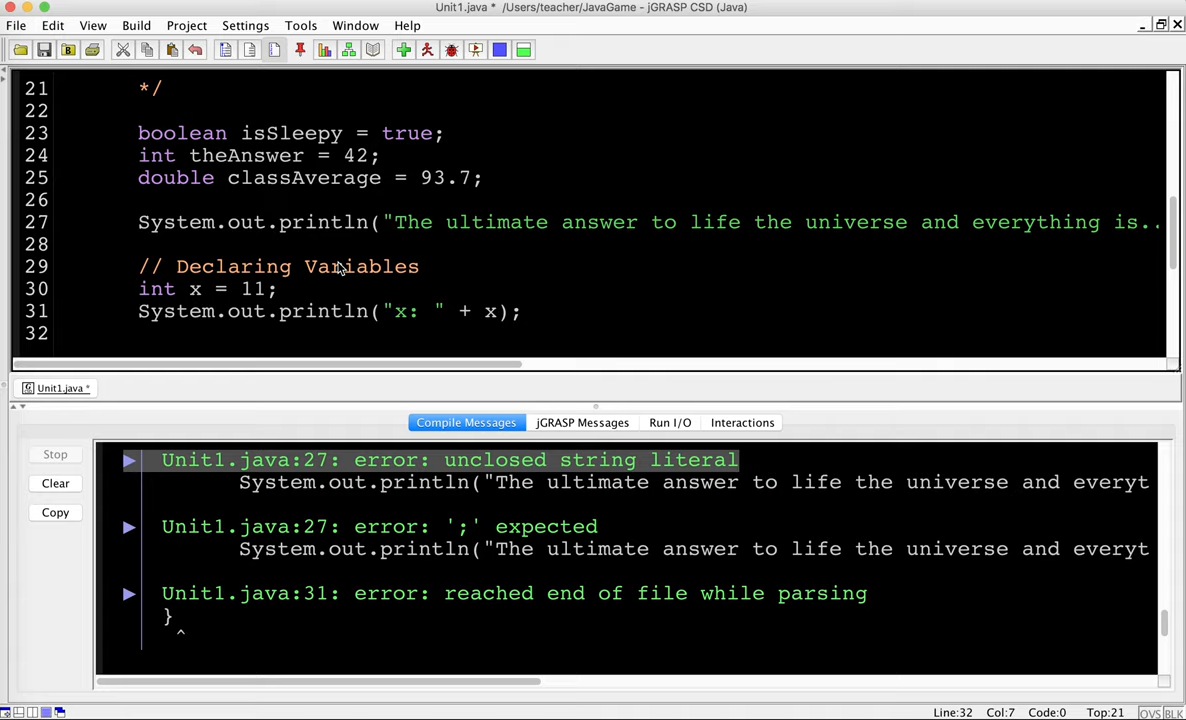 Unit1.java * /Users/teacher/JavaGame - jGRASP CSD (Java)
File Edit View Build Project Settings Tools Window Help
21 */
22
23 boolean isSleepy = true;
24 int theAnswer = 42;
25 double classAverage = 93.7;
26
27 System.out.println("The ultimate answer to life the universe and everything is..
28
29 // Declaring Variables
30 int x = 11;
31 System.out.println("x: " + x);
32
Unit1.java *
Compile Messages jGRASP Messages Run I/O Interactions
Stop
Clear
Copy
Unit1.java:27: error: unclosed string literal
System.out.println("The ultimate answer to life the universe and everyt
Unit1.java:27: error: ';' expected
System.out.println("The ultimate answer to life the universe and everyt
Unit1.java:31: error: reached end of file while parsing
}
^
Line:32 Col:7 Code:0 Top:21 OVS BLK